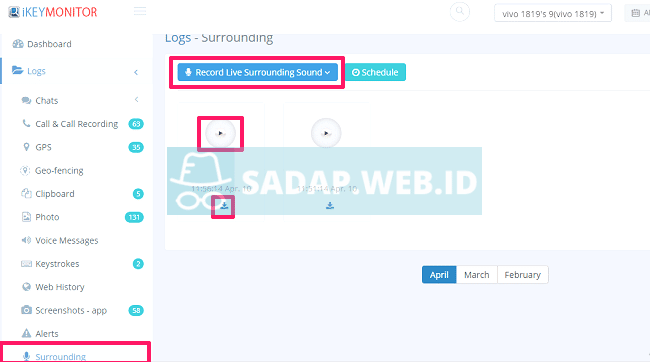 iKEYMONITOR
vivo 1819's 9(vivo 1819)
Al
Dashboard
Logs
Chats
Call & Call Recording 63
GPS 35
Geo-fencing
Clipboard 5
Photo 131
Voice Messages
Keystrokes 2
Web History
Screenshots - app 58
Alerts
Surrounding
Logs - Surrounding
Record Live Surrounding Sound
Schedule
SADAR.WEB.ID
11:56:14 Apr, 10
11:51:14 Apr, 10
April March February